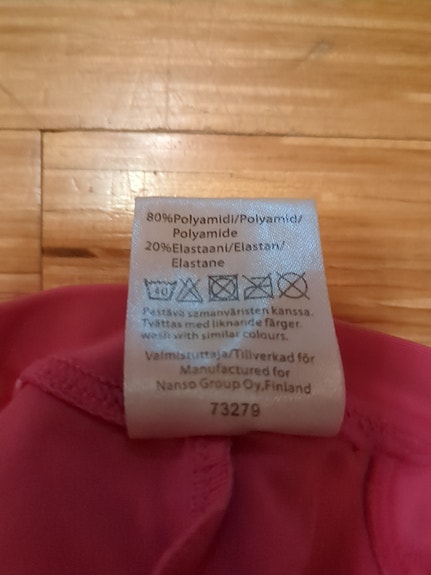 80%Polyamidi/Polyamid/
Polyamide
20%Elastaani/Elastan/
Elastane
40
Pestävä samanväristen kanssa.
Tvättas med liknande färger.
wash with similar colours.
Valmistuttaja/Tillverkad för
Manufactured for
Nanso Group Oy,Finland
73279